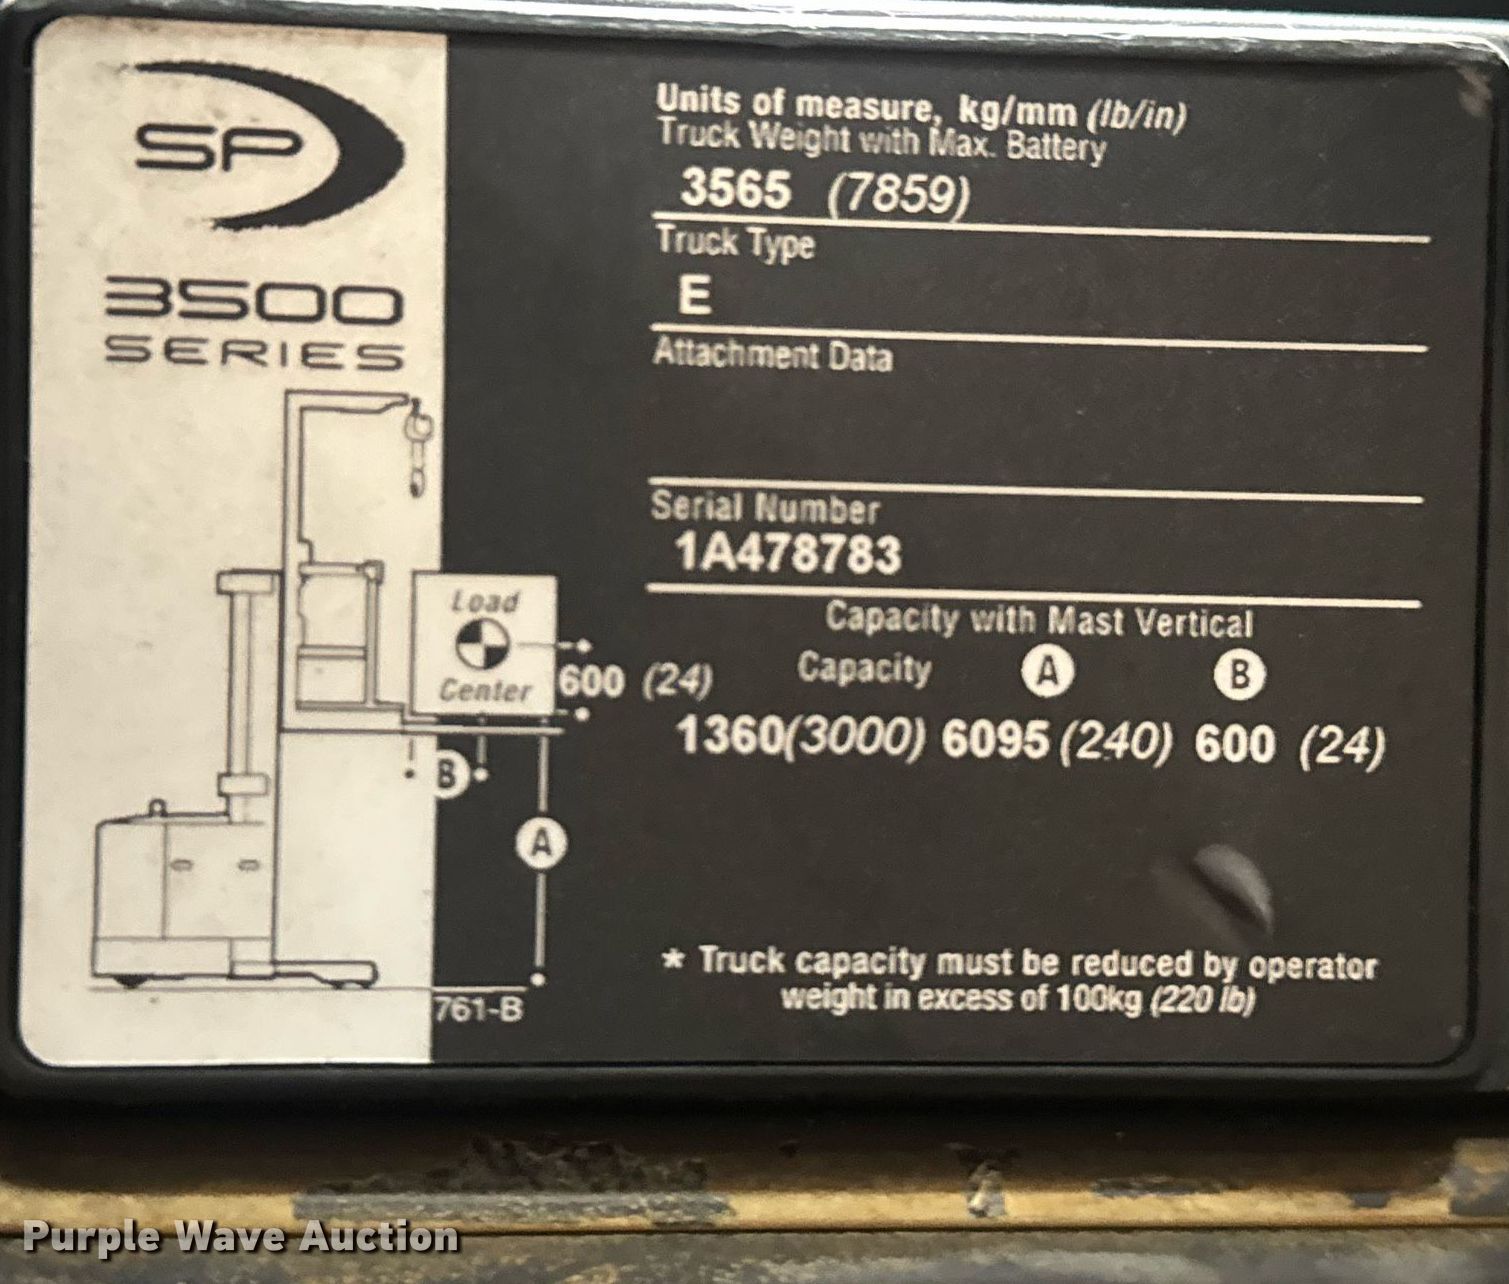 SP
3500
SERIES
Units of measure, kg/mm (lb/in)
Truck Weight with Max. Battery
3565 (7859)
Truck Type
E
Attachment Data
Serial Number
1A478783
Capacity with Mast Vertical
Capacity A B
1360(3000) 6095 (240) 600 (24)
Load
Center
600 (24)
B
A
761-B
* Truck capacity must be reduced by operator
weight in excess of 100kg (220 lb)
Purple Wave Auction